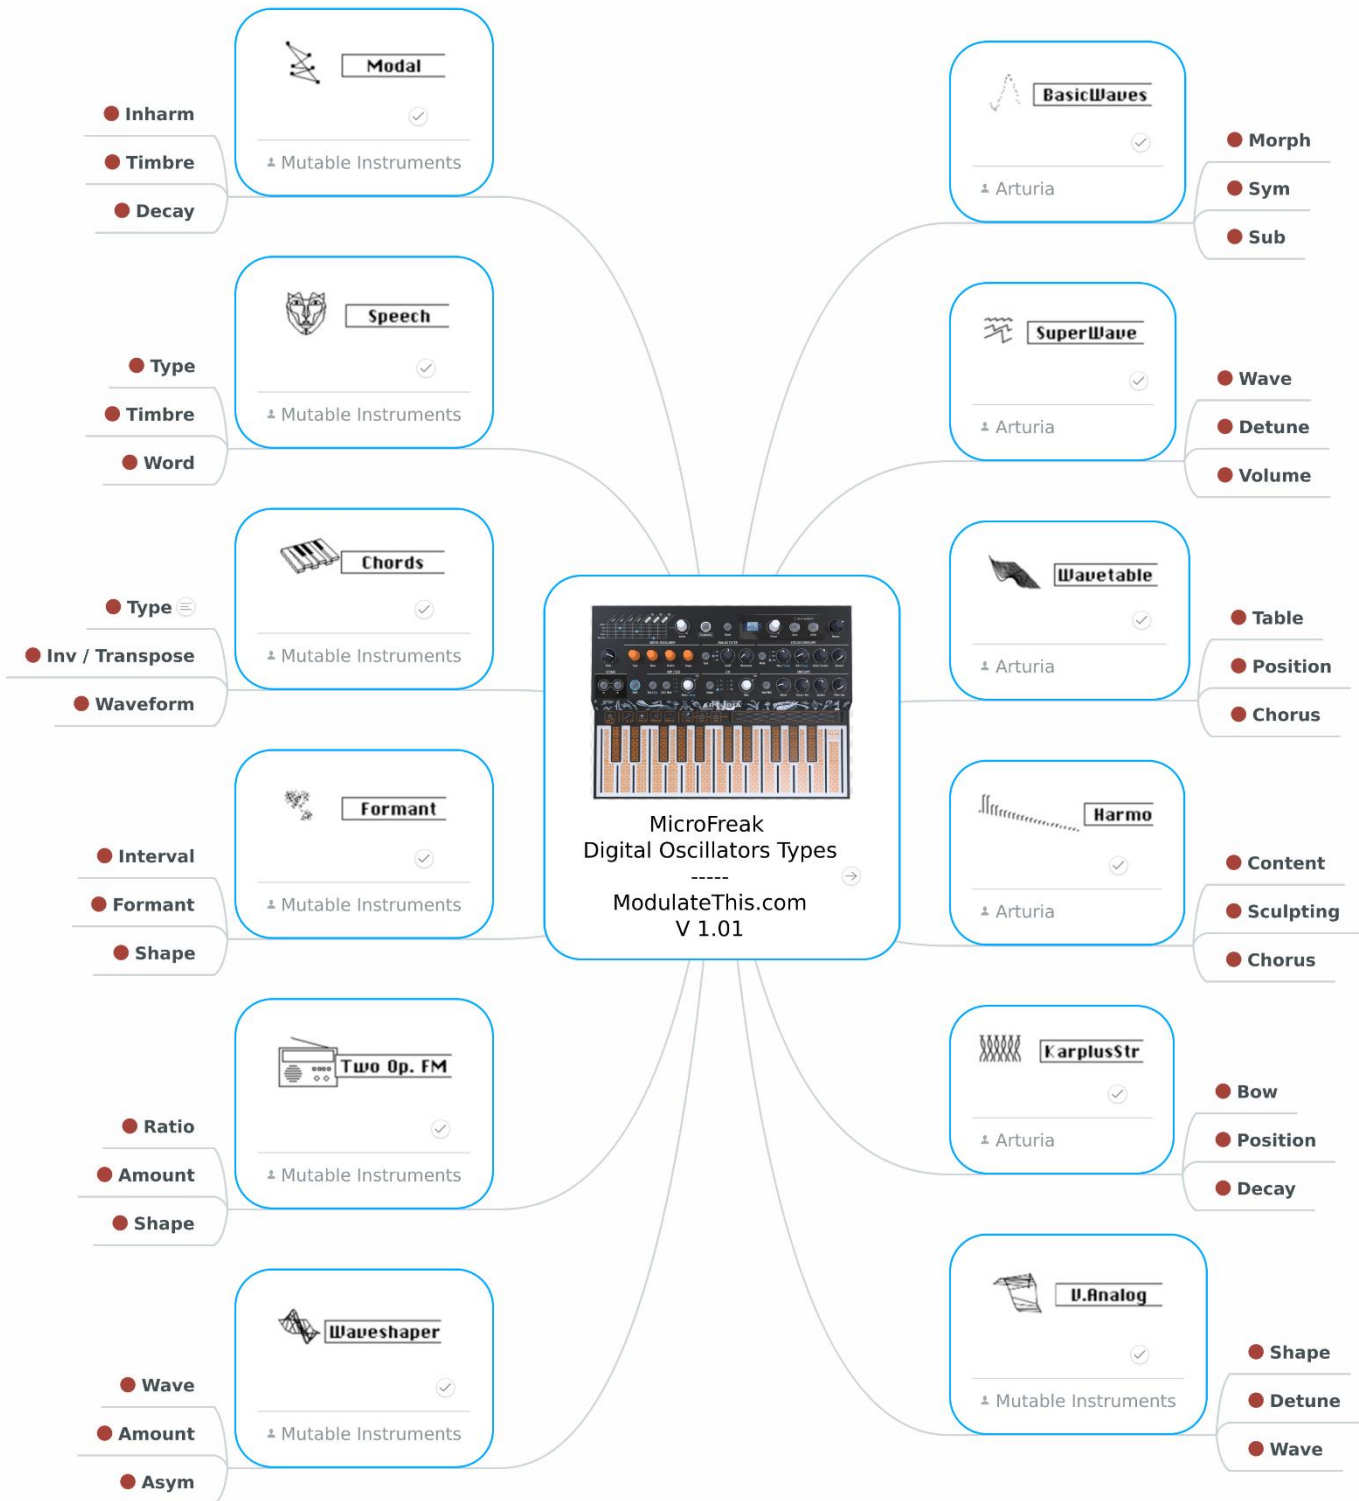 Modal
Mutable Instruments
Inharm
Timbre
Decay
Speech
Mutable Instruments
Type
Timbre
Word
Chords
Mutable Instruments
Type
Inv / Transpose
Waveform
Formant
Mutable Instruments
Interval
Formant
Shape
Two Op. FM
Mutable Instruments
Ratio
Amount
Shape
Waveshaper
Mutable Instruments
Wave
Amount
Asym
MicroFreak
Digital Oscillators Types
-----
ModulateThis.com
V 1.01
BasicWaves
Arturia
Morph
Sym
Sub
SuperWave
Arturia
Wave
Detune
Volume
Wavetable
Arturia
Table
Position
Chorus
Harmo
Arturia
Content
Sculpting
Chorus
KarplusStr
Arturia
Bow
Position
Decay
V.Analog
Mutable Instruments
Shape
Detune
Wave